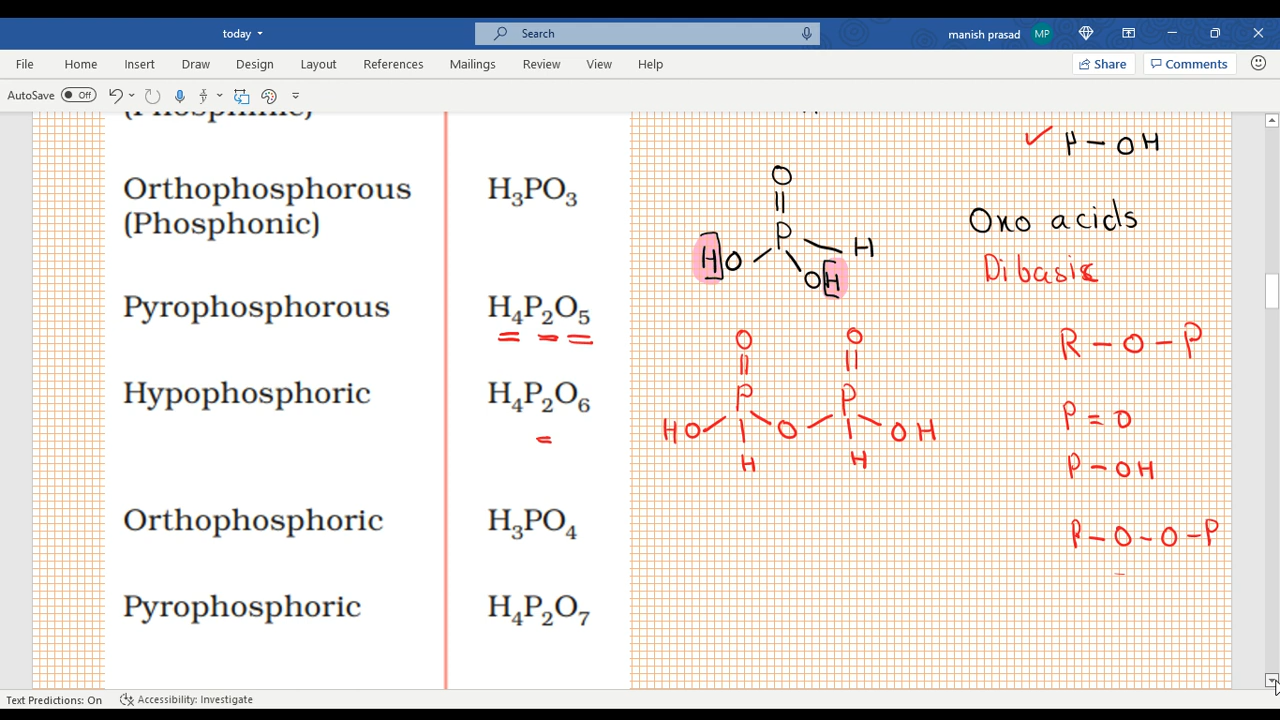 today
Search
manish prasad MP
File Home Insert Draw Design Layout References Mailings Review View Help Share Comments
AutoSave Off
Orthophosphorous H₃PO₃
(Phosphonic)
Pyrophosphorous H₄P₂O₅
Hypophosphoric H₄P₂O₆
Orthophosphoric H₃PO₄
Pyrophosphoric H₄P₂O₇
O
||
P
HO H
OH
O O
|| ||
P P
HO O OH
H H
P - OH
Oxo acids
Dibasic
R - O - P
P = O
P - OH
P - O - O - P
Text Predictions: On Accessibility: Investigate